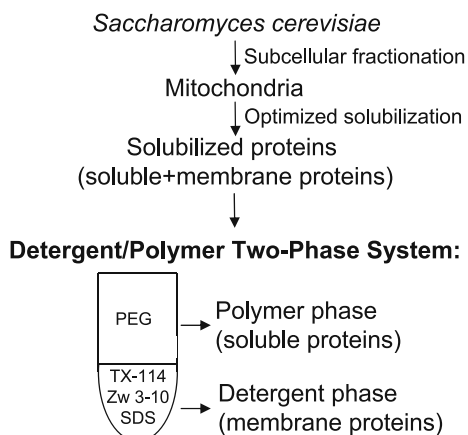 Saccharomyces cerevisiae
Subcellular fractionation
Mitochondria
Optimized solubilization
Solubilized proteins
(soluble+membrane proteins)
Detergent/Polymer Two-Phase System:
PEG
Polymer phase
(soluble proteins)
TX-114
Zw 3-10
SDS
Detergent phase
(membrane proteins)